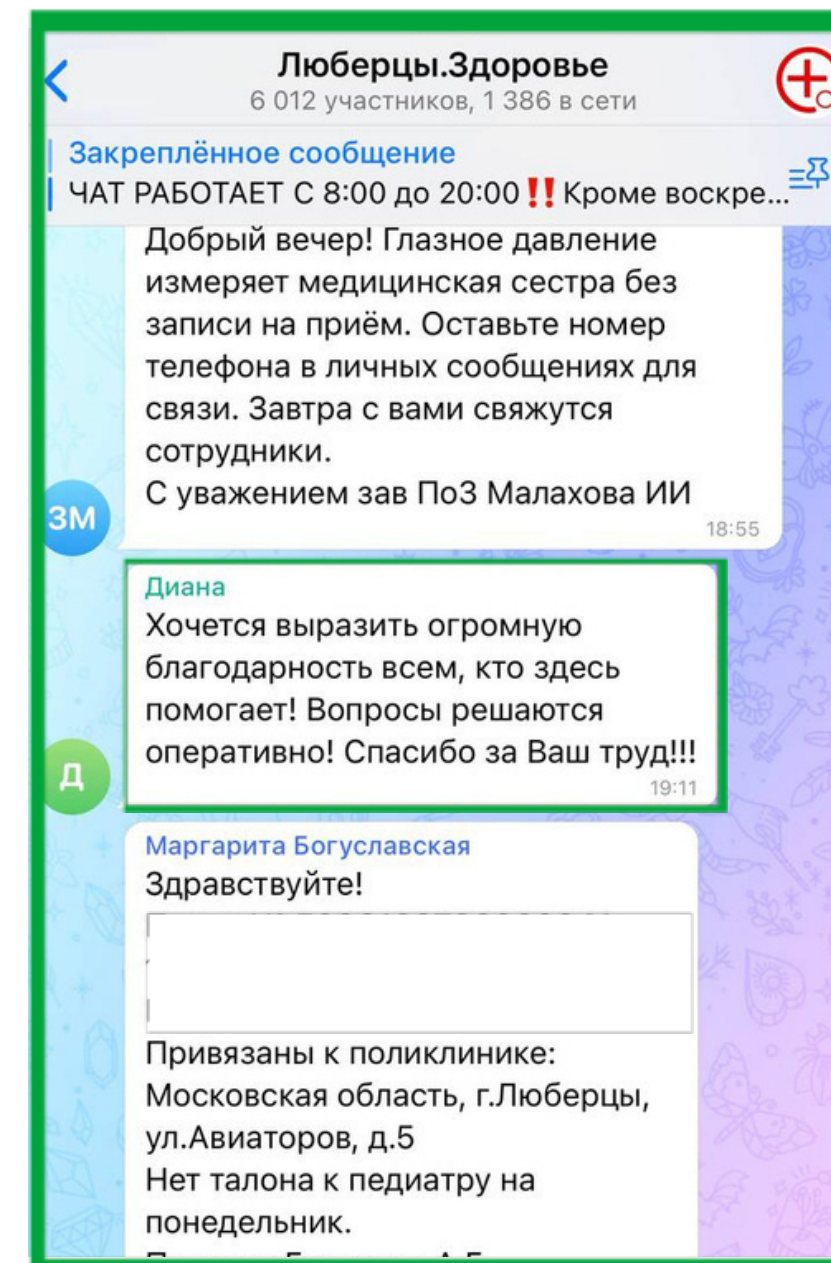 Люберцы.Здоровье
6 012 участников, 1 386 в сети
Закреплённое сообщение
ЧАТ РАБОТАЕТ С 8:00 до 20:00‼️Кроме воскре...
Добрый вечер! Глазное давление
измеряет медицинская сестра без
записи на приём. Оставьте номер
телефона в личных сообщениях для
связи. Завтра с вами свяжутся
сотрудники.
С уважением зав ПоЗ Малахова ИИ
ЗМ
18:55
Диана
Хочется выразить огромную
благодарность всем, кто здесь
помогает! Вопросы решаются
оперативно! Спасибо за Ваш труд!!!
Д
19:11
Маргарита Богуславская
Здравствуйте!
Привязаны к поликлинике:
Московская область, г.Люберцы,
ул.Авиаторов, д.5
Нет талона к педиатру на
понедельник.